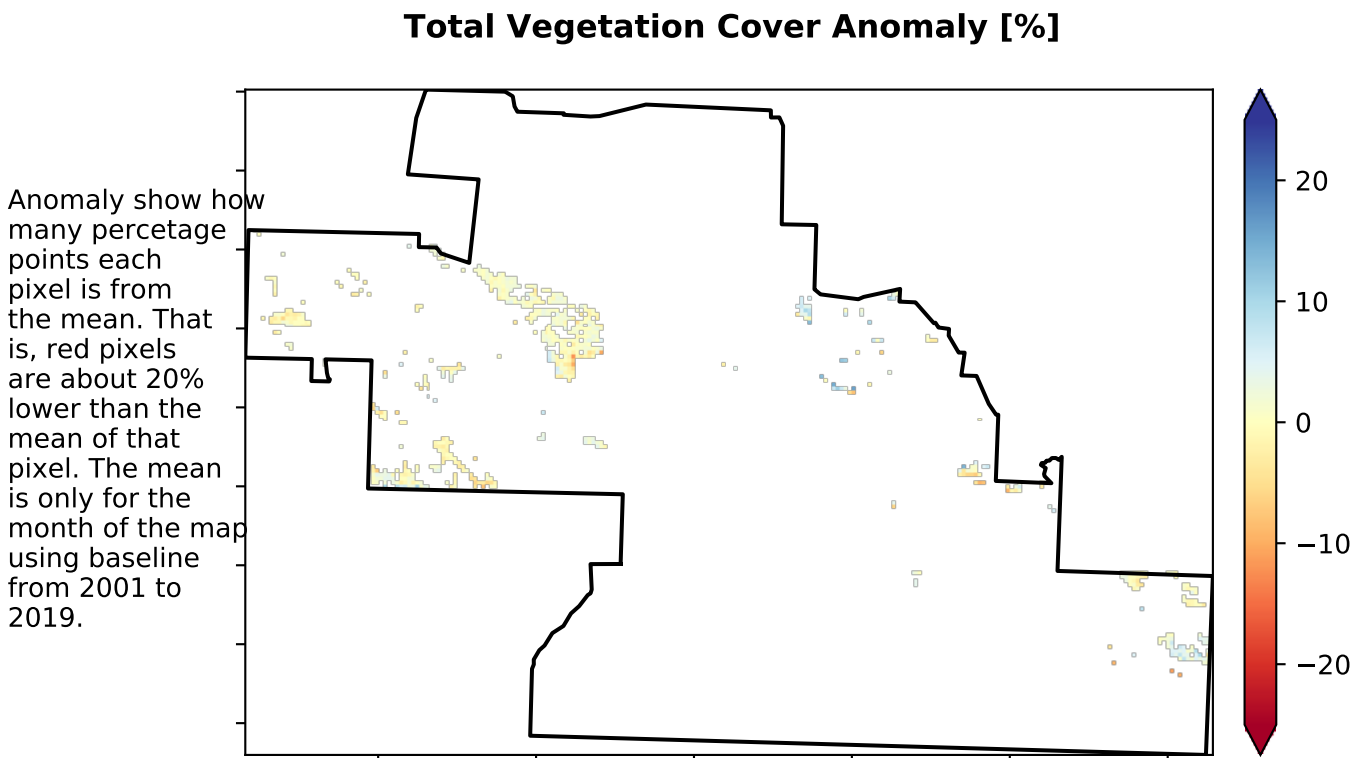 Total Vegetation Cover Anomaly [%]
Anomaly show how
many percetage
points each
pixel is from
the mean. That
is, red pixels
are about 20%
lower than the
mean of that
pixel. The mean
is only for the
month of the map
using baseline
from 2001 to
2019.
20
10
0
−10
−20